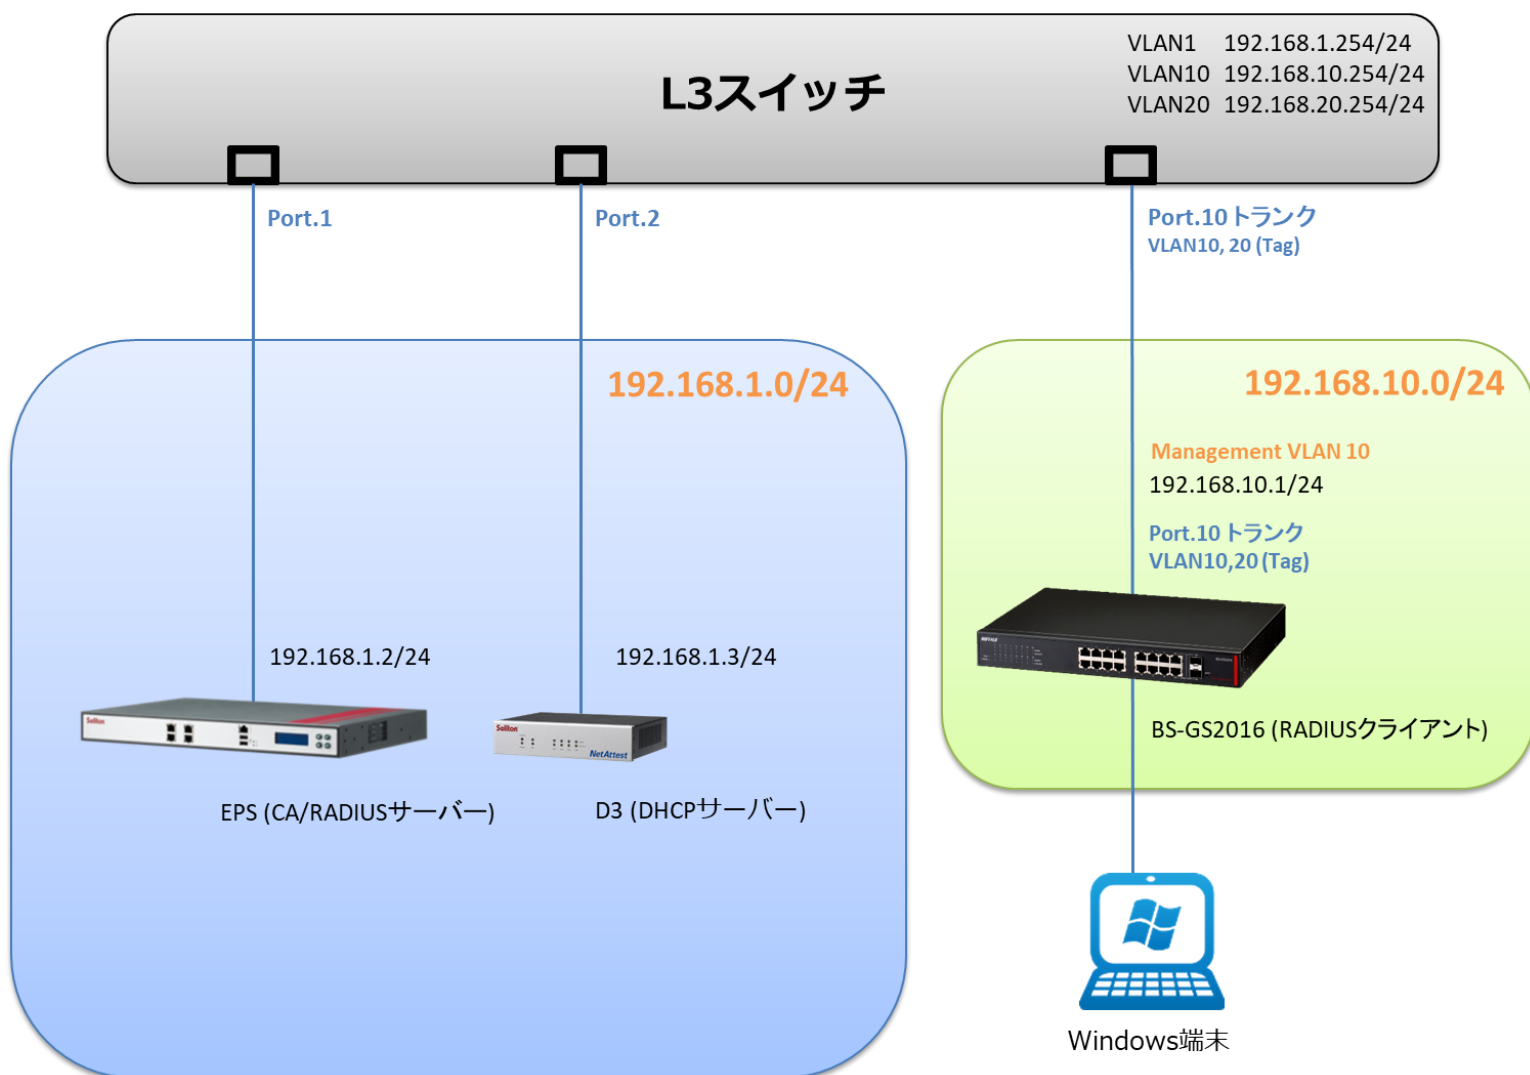 L3スイッチ
VLAN1 192.168.1.254/24
VLAN10 192.168.10.254/24
VLAN20 192.168.20.254/24
Port.1
Port.2
Port.10 トランク
VLAN10, 20 (Tag)
192.168.1.0/24
192.168.10.0/24
Management VLAN 10
192.168.10.1/24
Port.10 トランク
VLAN10,20 (Tag)
192.168.1.2/24
192.168.1.3/24
Soliton
Soliton
NetAttest
BUFFALO
EPS (CA/RADIUSサーバー)
D3 (DHCPサーバー)
BS-GS2016 (RADIUSクライアント)
Windows端末